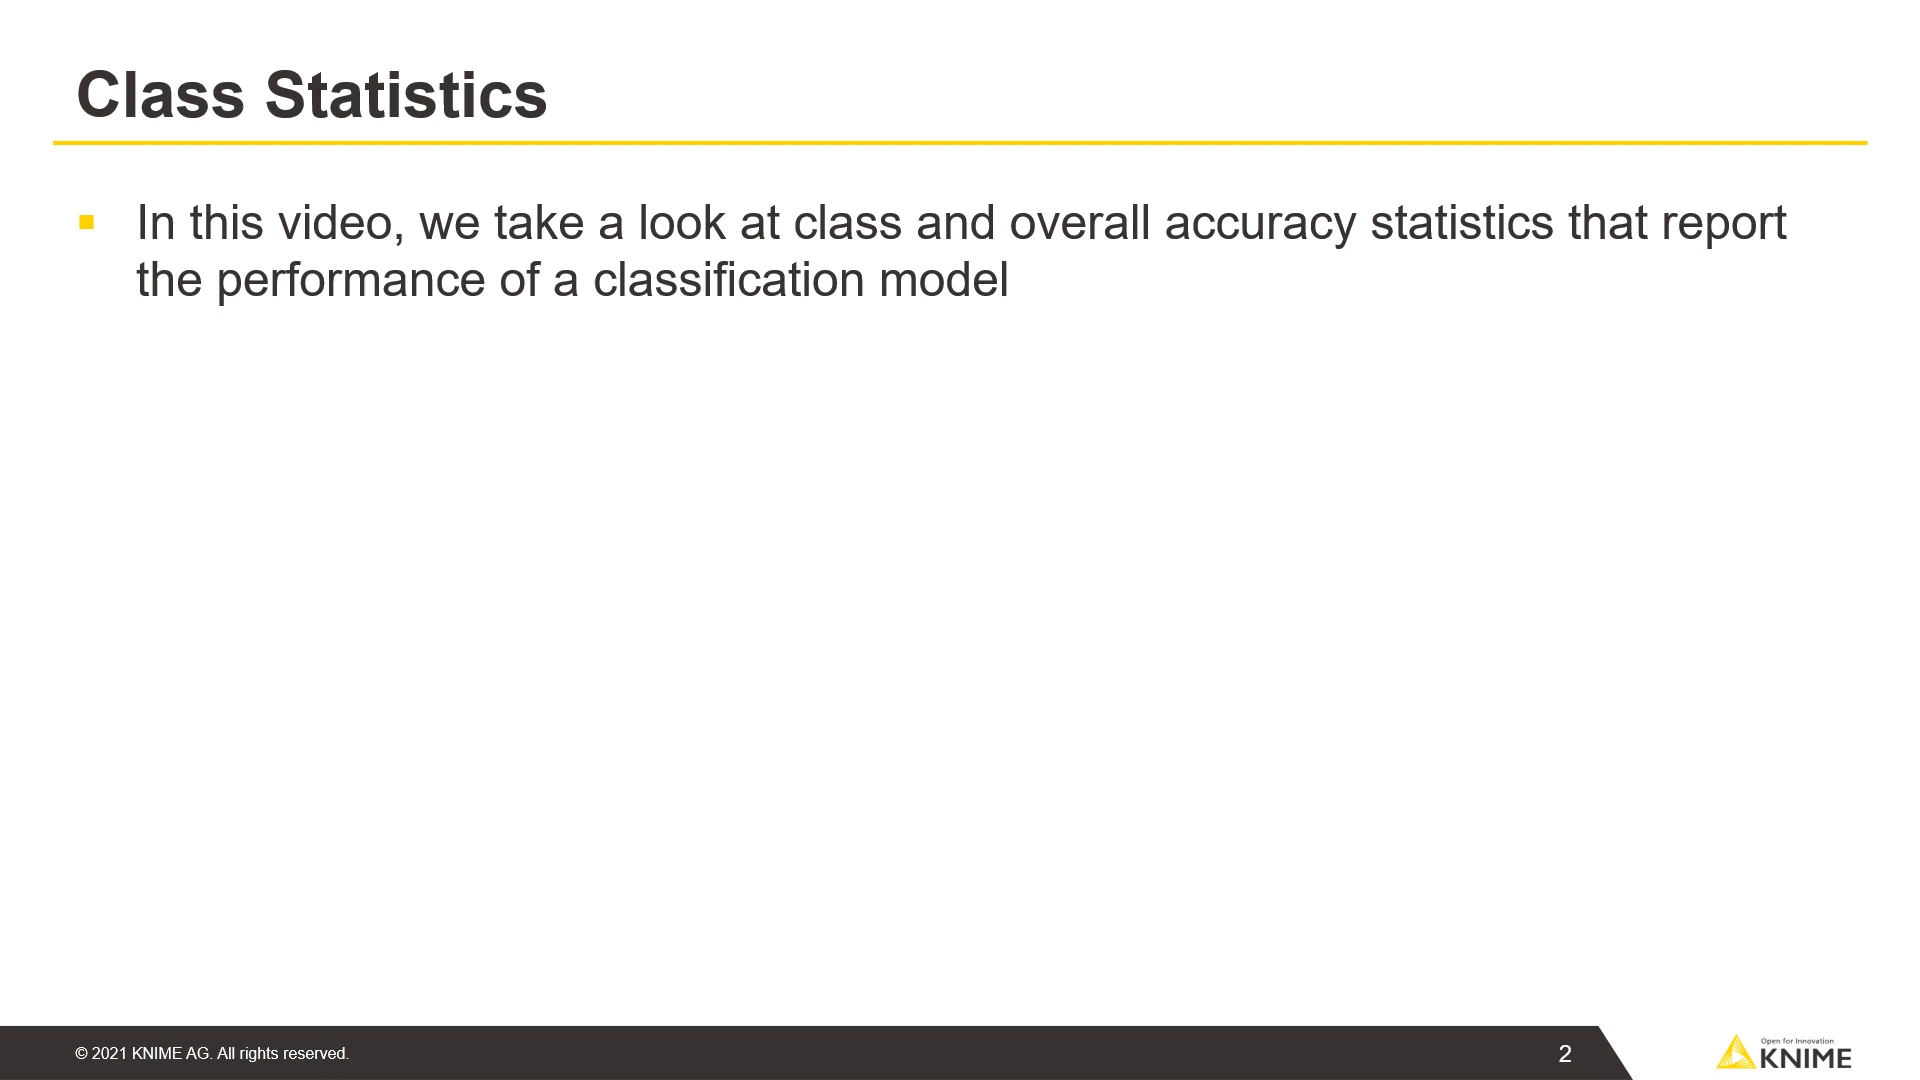 Class Statistics
In this video, we take a look at class and overall accuracy statistics that report
the performance of a classification model
© 2021 KNIME AG. All rights reserved.
2
Open for Innovation
KNIME